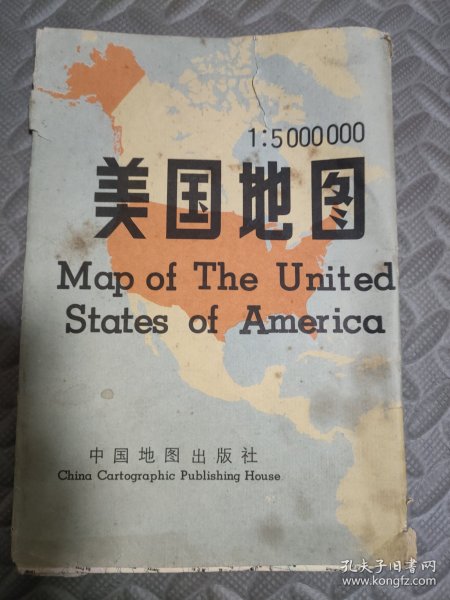 1:5000000
美国地图
Map of The United
States of America
中国地图出版社
China Cartographic Publishing House
孔夫子旧书网
www.kongfz.com